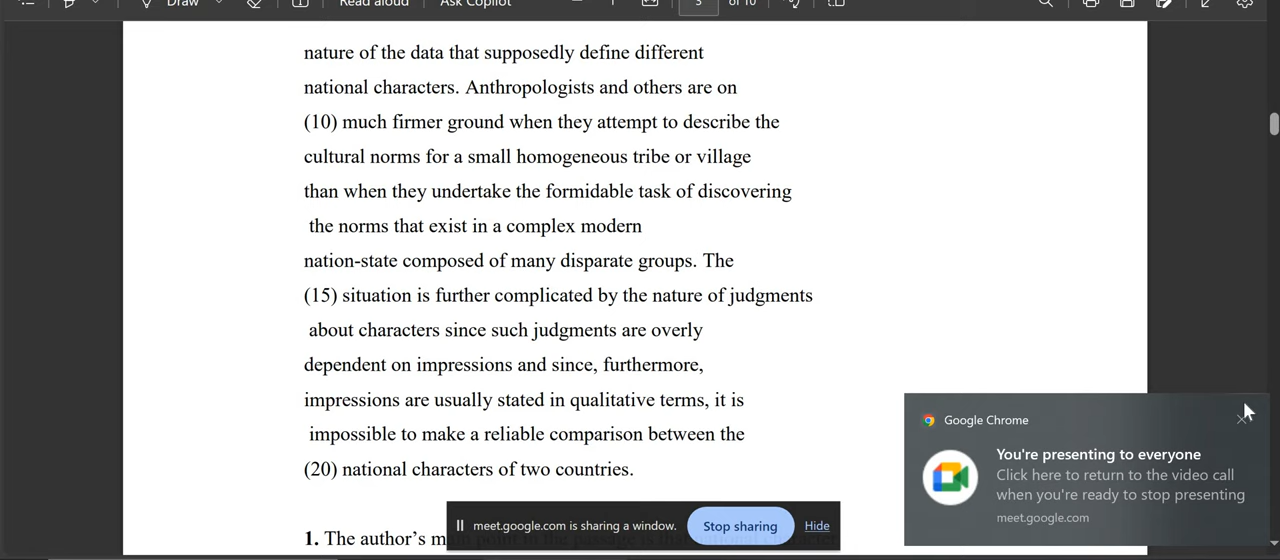 Draw
Read aloud
Ask Copilot
3
of 10
nature of the data that supposedly define different
national characters. Anthropologists and others are on
(10) much firmer ground when they attempt to describe the
cultural norms for a small homogeneous tribe or village
than when they undertake the formidable task of discovering
the norms that exist in a complex modern
nation-state composed of many disparate groups. The
(15) situation is further complicated by the nature of judgments
about characters since such judgments are overly
dependent on impressions and since, furthermore,
impressions are usually stated in qualitative terms, it is
impossible to make a reliable comparison between the
(20) national characters of two countries.
1. The author's main
Google Chrome
You're presenting to everyone
Click here to return to the video call
when you're ready to stop presenting
meet.google.com
meet.google.com is sharing a window.
Stop sharing
Hide